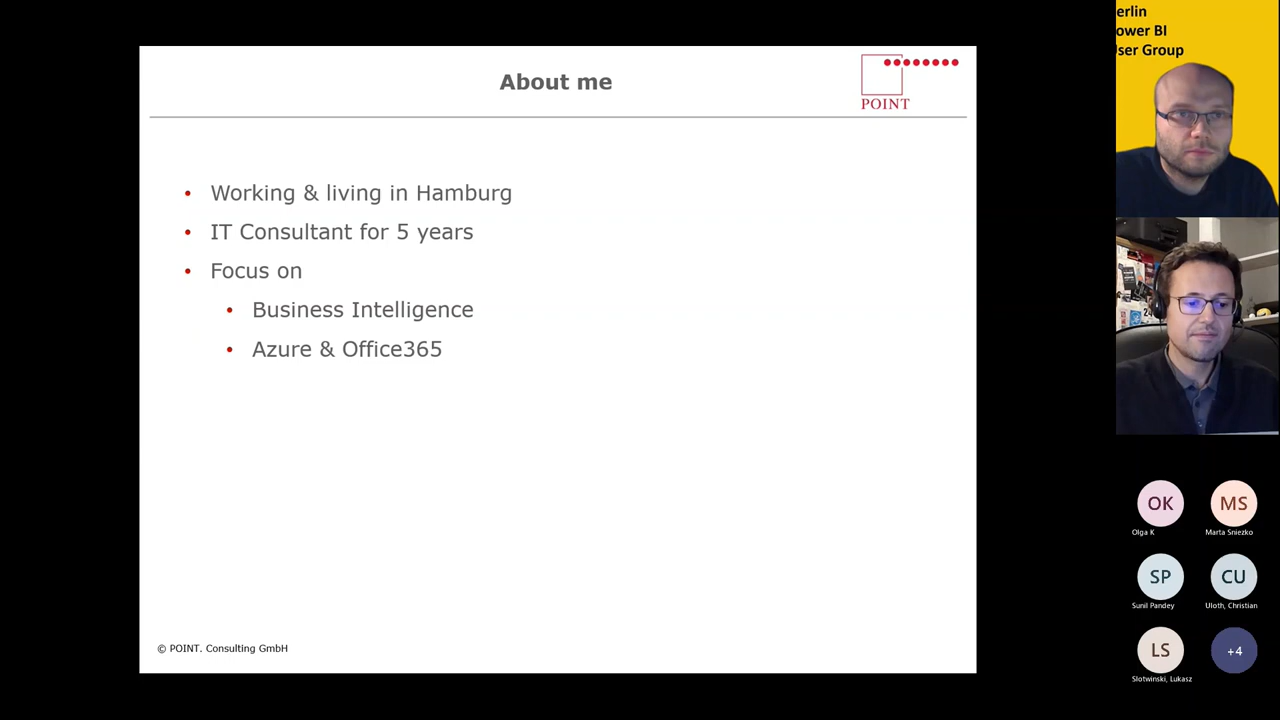 About me
POINT
Working & living in Hamburg
IT Consultant for 5 years
Focus on
Business Intelligence
Azure & Office365
© POINT. Consulting GmbH
erlin
ower BI
ser Group
24
OK
Olga K
MS
Marta Sniezko
SP
Sunil Pandey
CU
Uloth, Christian
LS
Slotwinski, Lukasz
+4